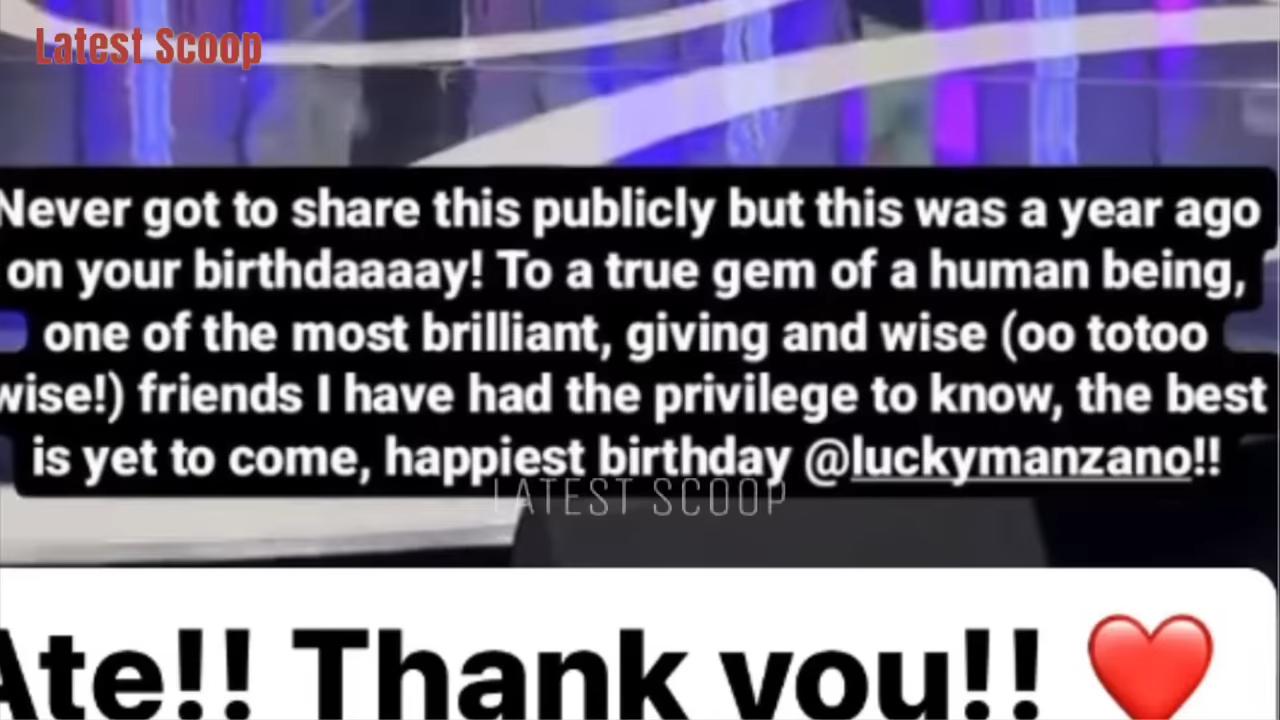 Latest Scoop
Never got to share this publicly but this was a year ago
on your birthdaaaay! To a true gem of a human being,
one of the most brilliant, giving and wise (oo totoo
wise!) friends I have had the privilege to know, the best
is yet to come, happiest birthday @luckymanzano!!
LATEST SCOOP
Ate!! Thank you!! ❤️